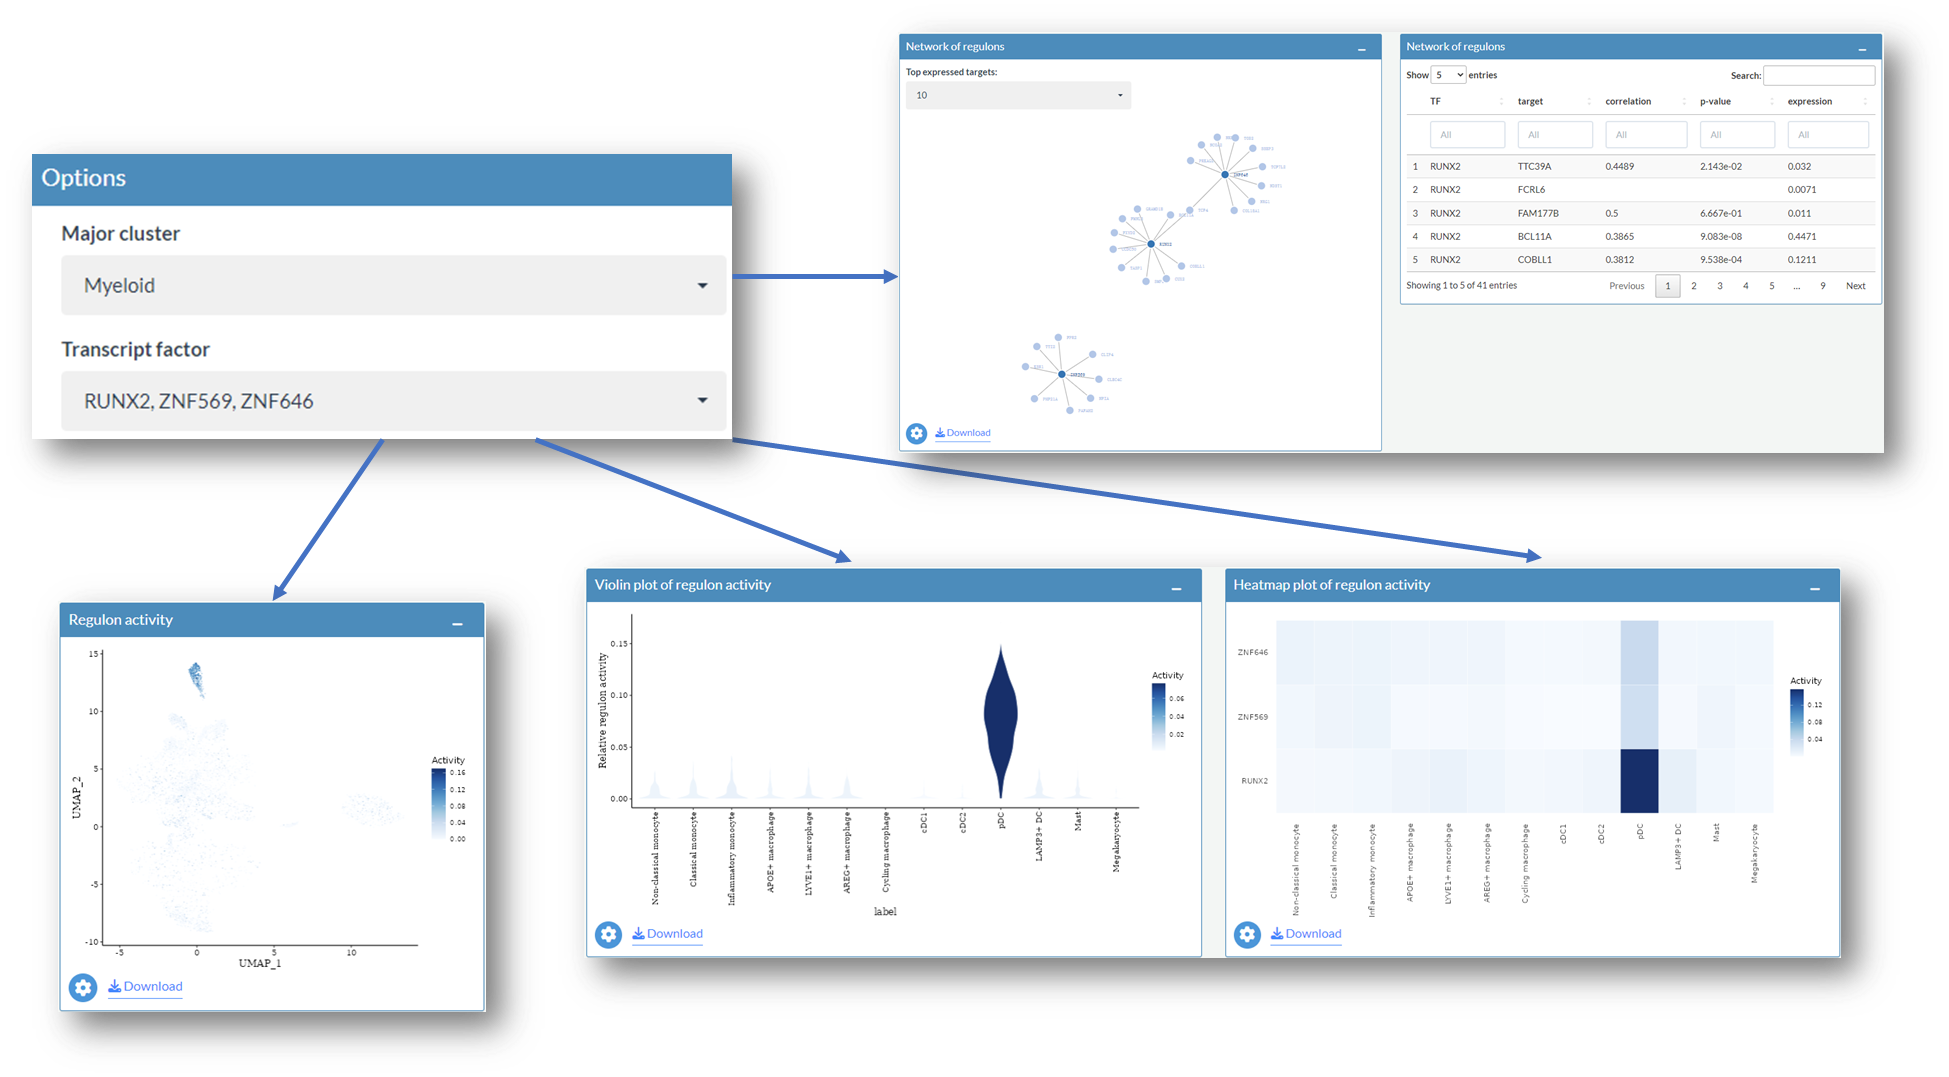 Options
Major cluster
Myeloid
Transcript factor
RUNX2, ZNF569, ZNF646
Network of regulons
Top expressed targets:
10
Download
Network of regulons
Show 5 entries
Search:
TF target correlation p-value expression
All All All All All
1 RUNX2 TTC39A 0.4489 2.143e-02 0.032
2 RUNX2 FCRL6 0.0071
3 RUNX2 FAM177B 0.5 6.667e-01 0.011
4 RUNX2 BCL11A 0.3865 9.083e-08 0.4471
5 RUNX2 COBLL1 0.3812 9.538e-04 0.1211
Showing 1 to 5 of 41 entries
Previous 1 2 3 4 5 ... 9 Next
Regulon activity
15
10
5
0
-5
-10
-5 0 5 10
UMAP_1
UMAP_2
Activity
0.16
0.12
0.08
0.04
0.00
Download
Violin plot of regulon activity
Relative regulon activity
0.15
0.10
0.05
0.00
Non-classical monocyte
Classical monocyte
Inflammatory monocyte
APOE+ macrophage
LYVE1+ macrophage
AREG+ macrophage
Cycling macrophage
cDC1
cDC2
pDC
LAMP3+ DC
Mast
Megakaryocyte
label
Activity
0.06
0.04
0.02
Download
Heatmap plot of regulon activity
ZNF646
ZNF569
RUNX2
Non-classical monocyte
Classical monocyte
Inflammatory monocyte
APOE+ macrophage
LYVE1+ macrophage
AREG+ macrophage
Cycling macrophage
cDC1
cDC2
pDC
LAMP3+ DC
Mast
Megakaryocyte
Activity
0.12
0.08
0.04
Download